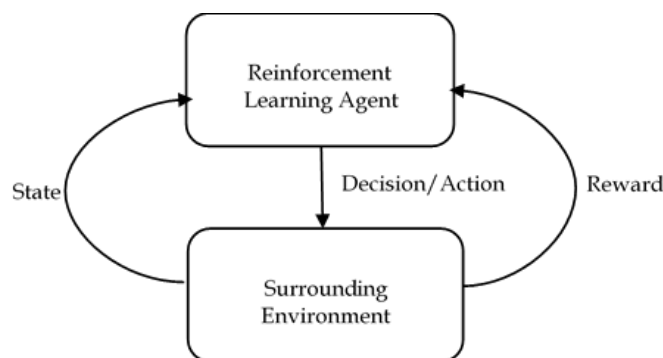 Reinforcement
Learning Agent
State
Decision/Action
Reward
Surrounding
Environment